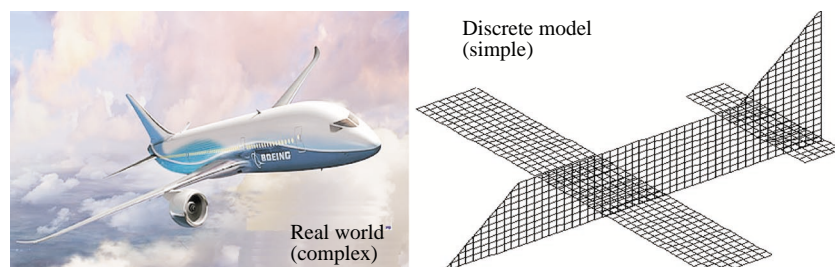 BOEING
Real world
(complex)
Discrete model
(simple)